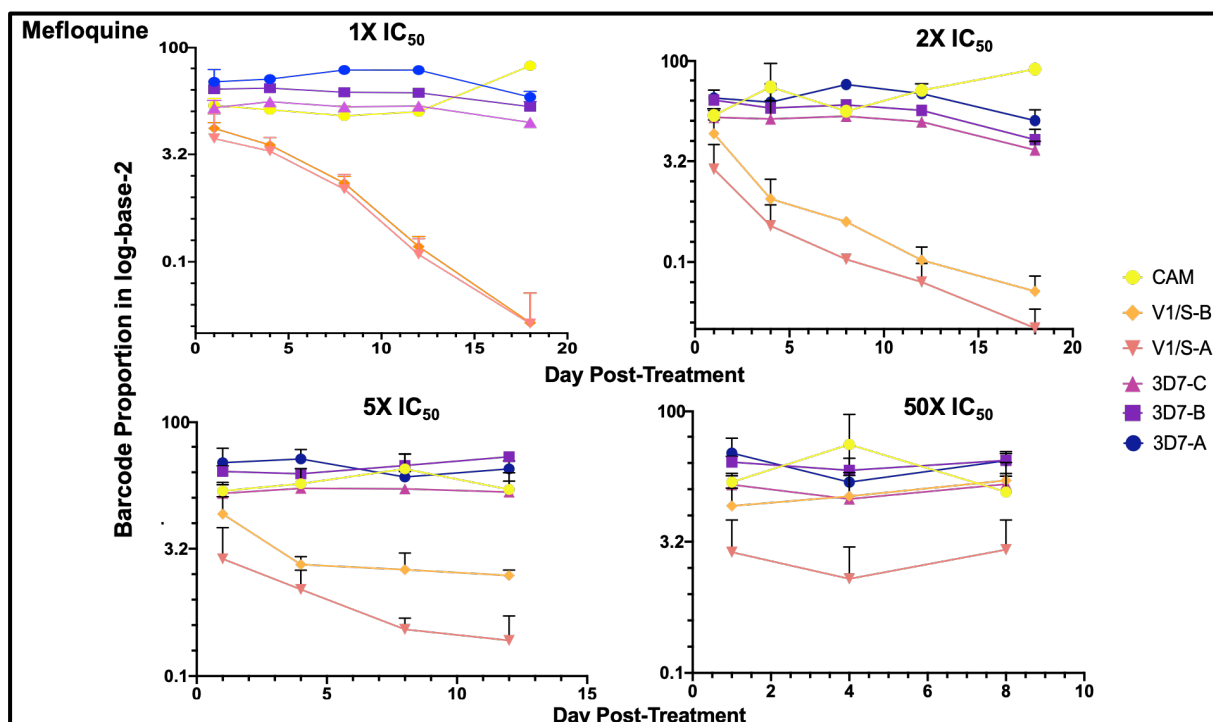 Mefloquine
1X IC50
2X IC50
100
3.2
0.1
0
5
10
15
20
100
3.2
0.1
0
5
10
15
20
Day Post-Treatment
Barcode Proportion in log-base-2
CAM
V1/S-B
V1/S-A
3D7-C
3D7-B
3D7-A
5X IC50
50X IC50
100
3.2
0.1
0
5
10
15
100
3.2
0.1
0
2
4
6
8
10
Day Post-Treatment